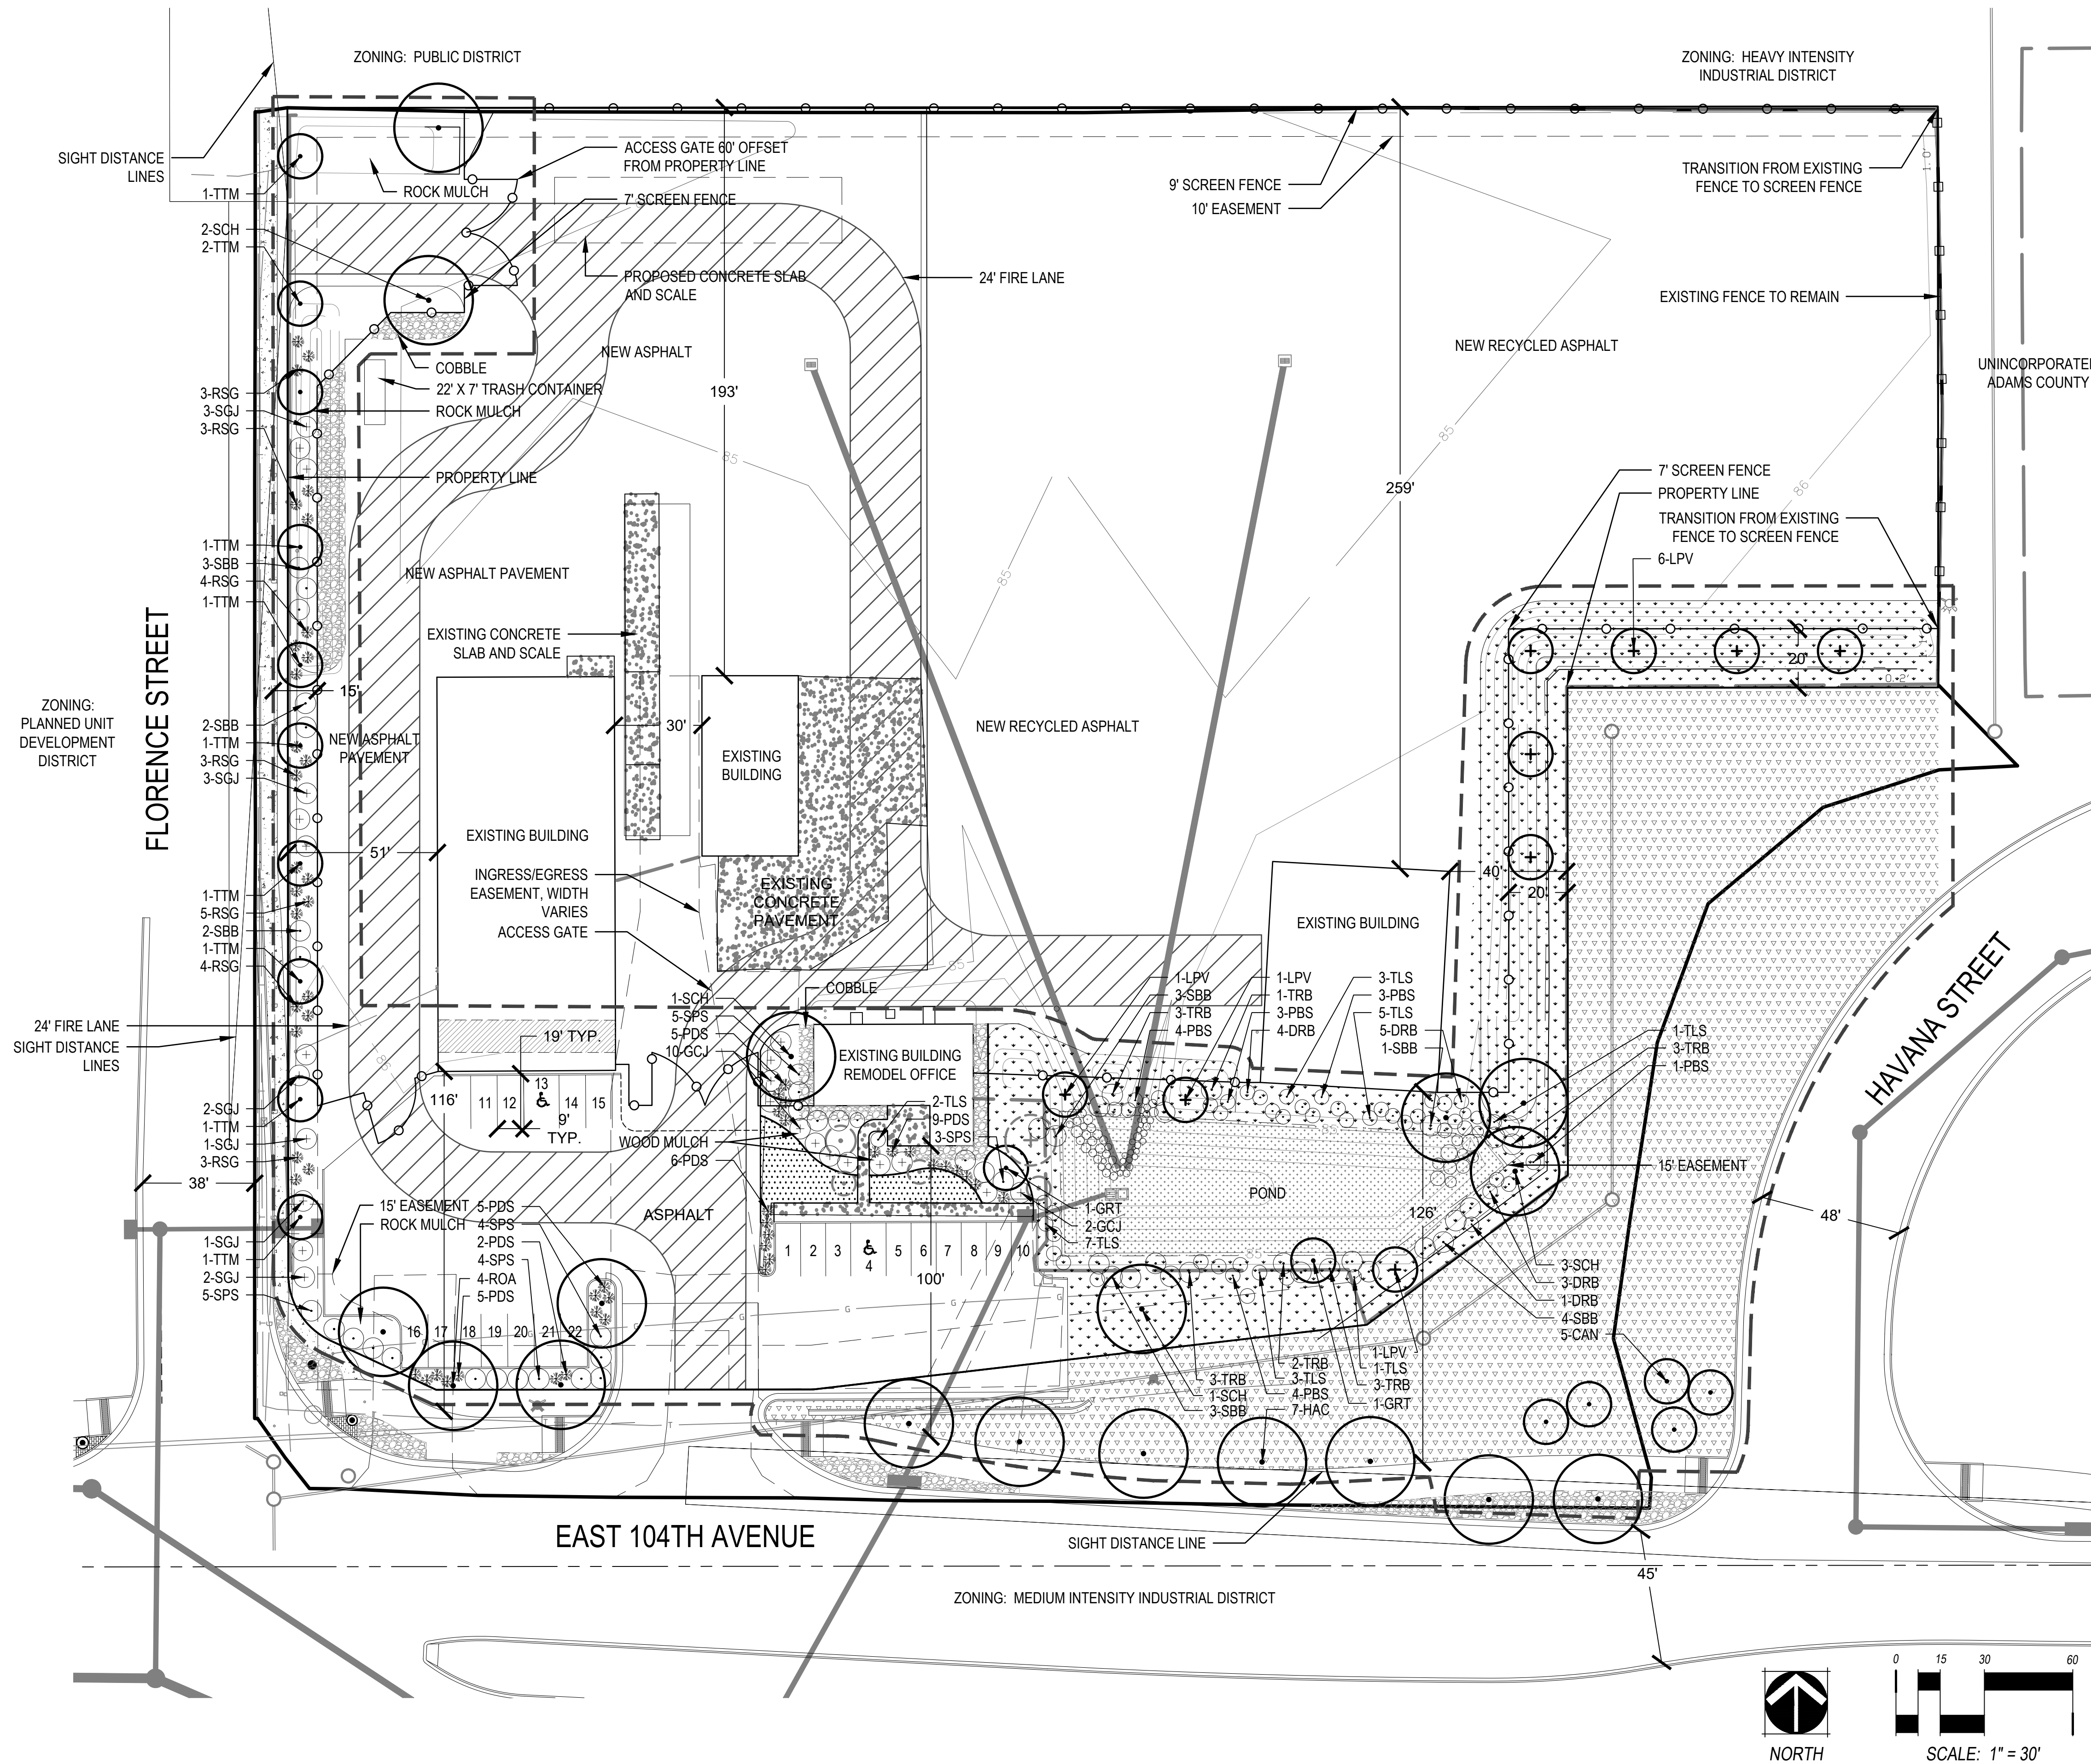 ZONING: PUBLIC DISTRICT
ZONING: HEAVY INTENSITY
INDUSTRIAL DISTRICT
SIGHT DISTANCE
LINES
1-TTM
ROCK MULCH
ACCESS GATE 60' OFFSET
FROM PROPERTY LINE
7' SCREEN FENCE
9' SCREEN FENCE
10' EASEMENT
TRANSITION FROM EXISTING
FENCE TO SCREEN FENCE
1.0'
2-SCH
2-TTM
PROPOSED CONCRETE SLAB
AND SCALE
24' FIRE LANE
EXISTING FENCE TO REMAIN
NEW ASPHALT
NEW RECYCLED ASPHALT
UNINCORPORATE
ADAMS COUNTY
COBBLE
22' X 7' TRASH CONTAINER
ROCK MULCH
193'
3-RSG
3-SGJ
3-RSG
85
85
86
85
PROPERTY LINE
259'
7' SCREEN FENCE
PROPERTY LINE
TRANSITION FROM EXISTING
FENCE TO SCREEN FENCE
6-LPV
1-TTM
3-SBB
4-RSG
1-TTM
NEW ASPHALT PAVEMENT
EXISTING CONCRETE
SLAB AND SCALE
FLORENCE STREET
ZONING:
PLANNED UNIT
DEVELOPMENT
DISTRICT
15'
20'
0.2'
2-SBB
1-TTM
3-RSG
3-SGJ
NEW ASPHALT
PAVEMENT
30'
EXISTING
BUILDING
NEW RECYCLED ASPHALT
EXISTING BUILDING
51'
INGRESS/EGRESS
EASEMENT, WIDTH
VARIES
ACCESS GATE
EXISTING
CONCRETE
PAVEMENT
EXISTING BUILDING
40'
20'
1-TTM
5-RSG
2-SBB
1-TTM
4-RSG
85
HAVANA STREET
24' FIRE LANE
SIGHT DISTANCE
LINES
86
1-SCH
5-SPS
5-PDS
10-GCJ
COBBLE
1-LPV
3-SBB
3-TRB
4-PBS
1-LPV
1-TRB
3-PBS
4-DRB
3-TLS
3-PBS
5-TLS
5-DRB
1-SBB
1-TLS
3-TRB
1-PBS
19' TYP.
EXISTING BUILDING
REMODEL OFFICE
116'
11
12
13
14
15
9'
TYP.
2-TLS
9-PDS
3-SPS
WOOD MULCH
6-PDS
2-SGJ
1-TTM
1-SGJ
3-RSG
38'
15' EASEMENT
ROCK MULCH
5-PDS
4-SPS
2-PDS
4-SPS
4-ROA
5-PDS
ASPHALT
15' EASEMENT
POND
126'
48'
1-GRT
2-GCJ
7-TLS
1
2
3
4
5
6
7
8
9
10
100'
85
1-SGJ
1-TTM
2-SGJ
5-SPS
3-SCH
3-DRB
1-DRB
4-SBB
5-CAN
G
G
G
G
G
16
17
18
19
20
21
22
3-TRB
1-SCH
3-SBB
2-TRB
3-TLS
4-PBS
7-HAC
1-LPV
1-TLS
3-TRB
1-GRT
EAST 104TH AVENUE
SIGHT DISTANCE LINE
45'
ZONING: MEDIUM INTENSITY INDUSTRIAL DISTRICT
0
15
30
60
NORTH
SCALE: 1" = 30'